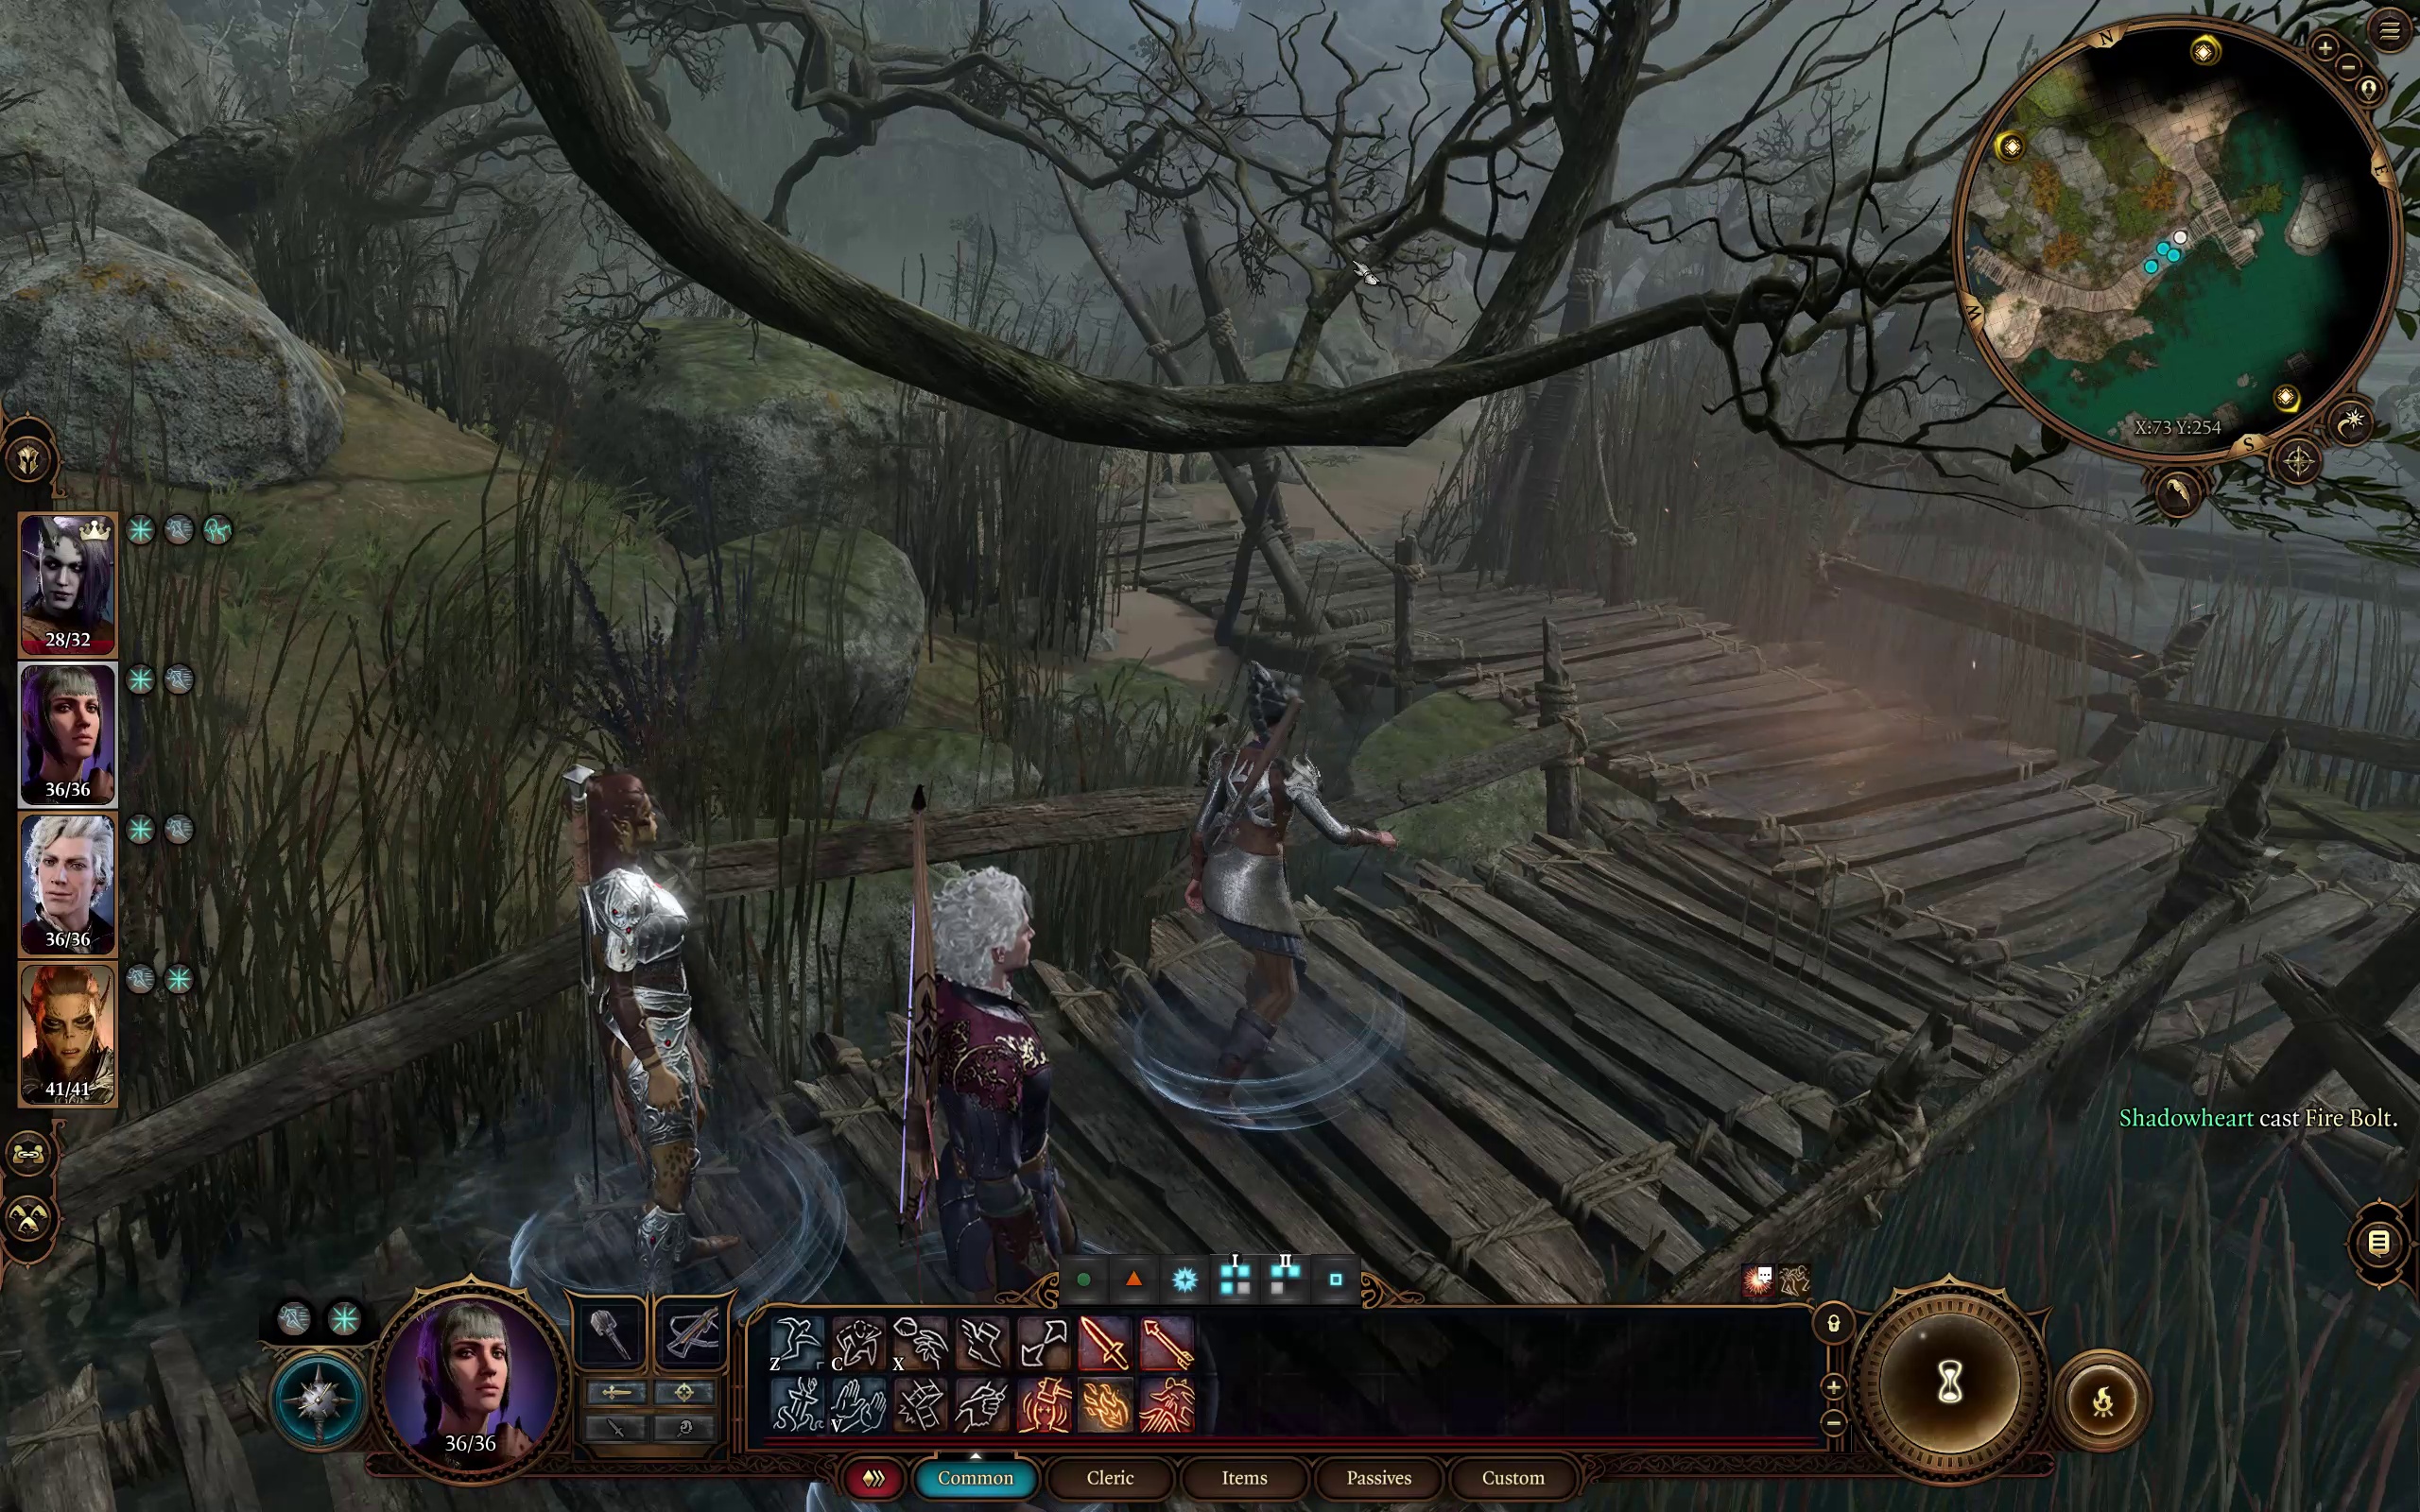 N
E
W
S
X:73 Y:254
28/32
36/36
36/36
41/41
Shadowheart cast Fire Bolt.
I II
Z C X
V
36/36
Common Cleric Items Passives Custom